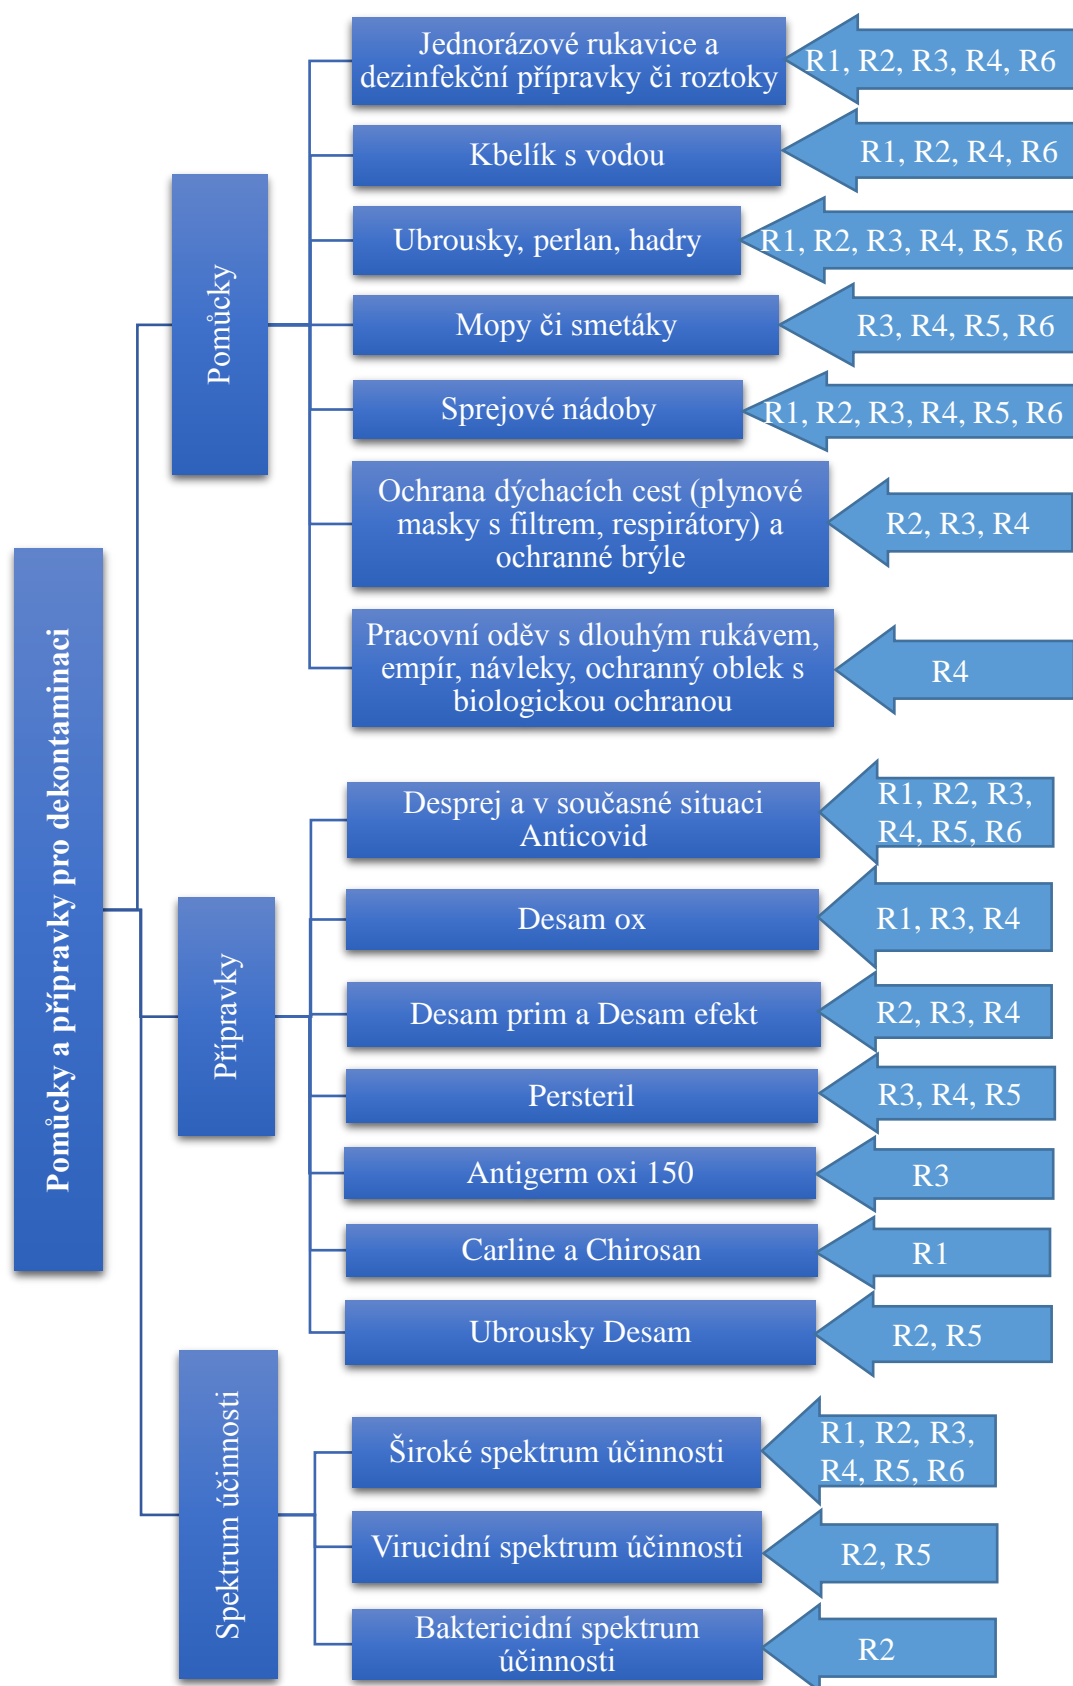 Pomůcky a přípravky pro dekontaminaci
Pomůcky
Jednorázové rukavice a
dezinfekční přípravky či roztoky
R1, R2, R3, R4, R6
Kbelík s vodou
R1, R2, R4, R6
Ubrousky, perlan, hadry
R1, R2, R3, R4, R5, R6
Mopy či smetáky
R3, R4, R5, R6
Sprejové nádoby
R1, R2, R3, R4, R5, R6
Ochrana dýchacích cest (plynové
masky s filtrem, respirátory) a
ochranné brýle
R2, R3, R4
Pracovní oděv s dlouhým rukávem,
empír, návleky, ochranný oblek s
biologickou ochranou
R4
Přípravky
Desprej a v současné situaci
Anticovid
R1, R2, R3,
R4, R5, R6
Desam ox
R1, R3, R4
Desam prim a Desam efekt
R2, R3, R4
Persteril
R3, R4, R5
Antigerm oxi 150
R3
Carline a Chirosan
R1
Ubrousky Desam
R2, R5
Spektrum účinnosti
Široké spektrum účinnosti
R1, R2, R3,
R4, R5, R6
Virucidní spektrum účinnosti
R2, R5
Baktericidní spektrum
účinnosti
R2